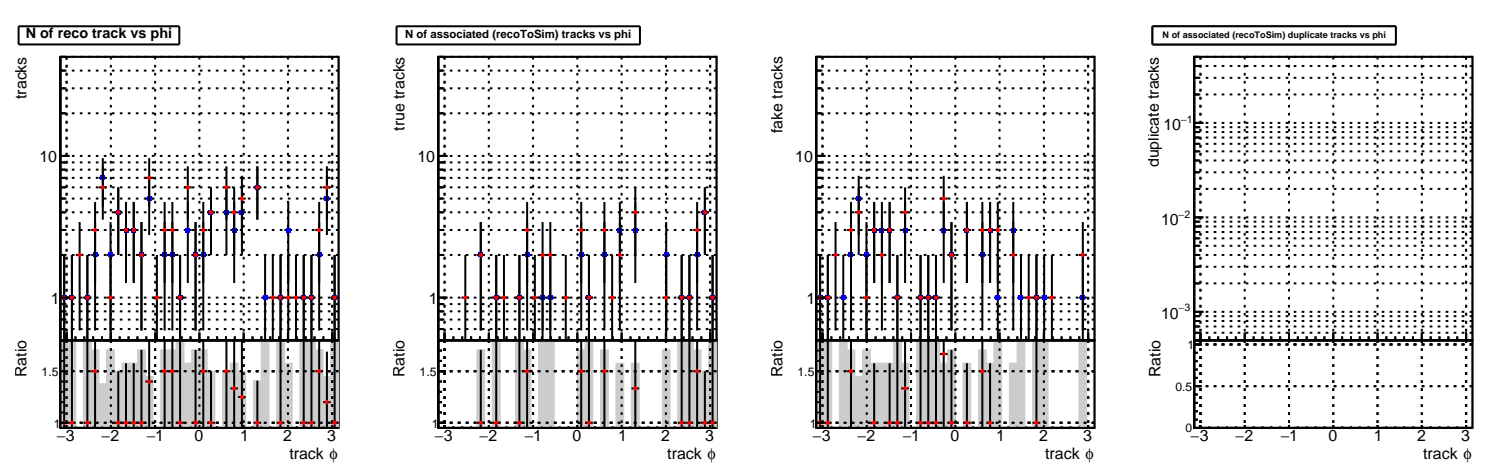 N of reco track vs phi
tracks
10
1
Ratio
1.5
1
−3 −2 −1 0 1 2 3
track ϕ
N of associated (recoToSim) tracks vs phi
true tracks
10
1
Ratio
1.5
1
−3 −2 −1 0 1 2 3
track ϕ
fake tracks
10
1
Ratio
1.5
1
−3 −2 −1 0 1 2 3
track ϕ
N of associated (recoToSim) duplicate tracks vs phi
duplicate tracks
10−1
10−2
10−3
Ratio
1
0.5
0
−3 −2 −1 0 1 2 3
track ϕ